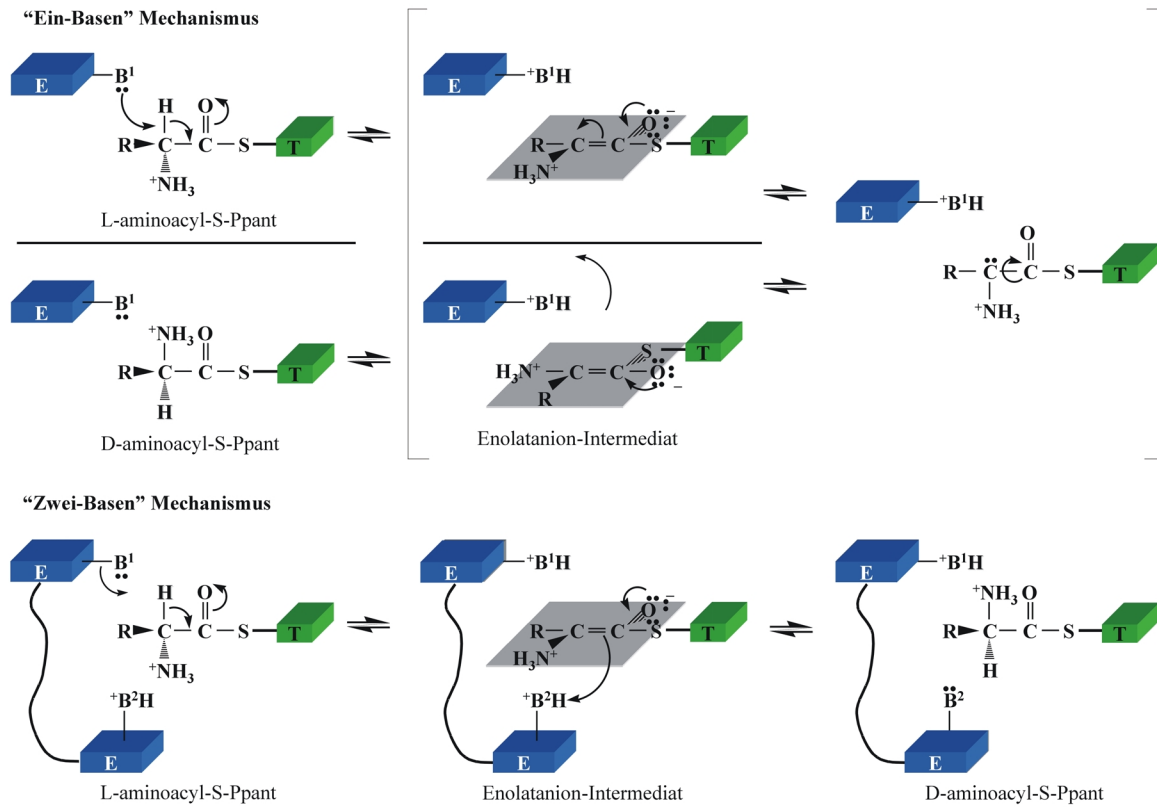 “Ein-Basen” Mechanismus
E B¹ H O R C C S T ⁺NH₃
L-aminoacyl-S-Ppant
E ⁺B¹H O − R C C S T H₃N⁺
E ⁺B¹H O R C C S T ⁺NH₃
E B¹ ⁺NH₃ O R C C S T H
D-aminoacyl-S-Ppant
E ⁺B¹H S T H₃N⁺ C C O − R
Enolatanion-Intermediat
“Zwei-Basen” Mechanismus
E B¹ H O R C C S T ⁺NH₃
⁺B²H
E
L-aminoacyl-S-Ppant
E ⁺B¹H O − R C C S T H₃N⁺
⁺B²H
E
Enolatanion-Intermediat
E ⁺B¹H ⁺NH₃ O R C C S T H
B²
E
D-aminoacyl-S-Ppant